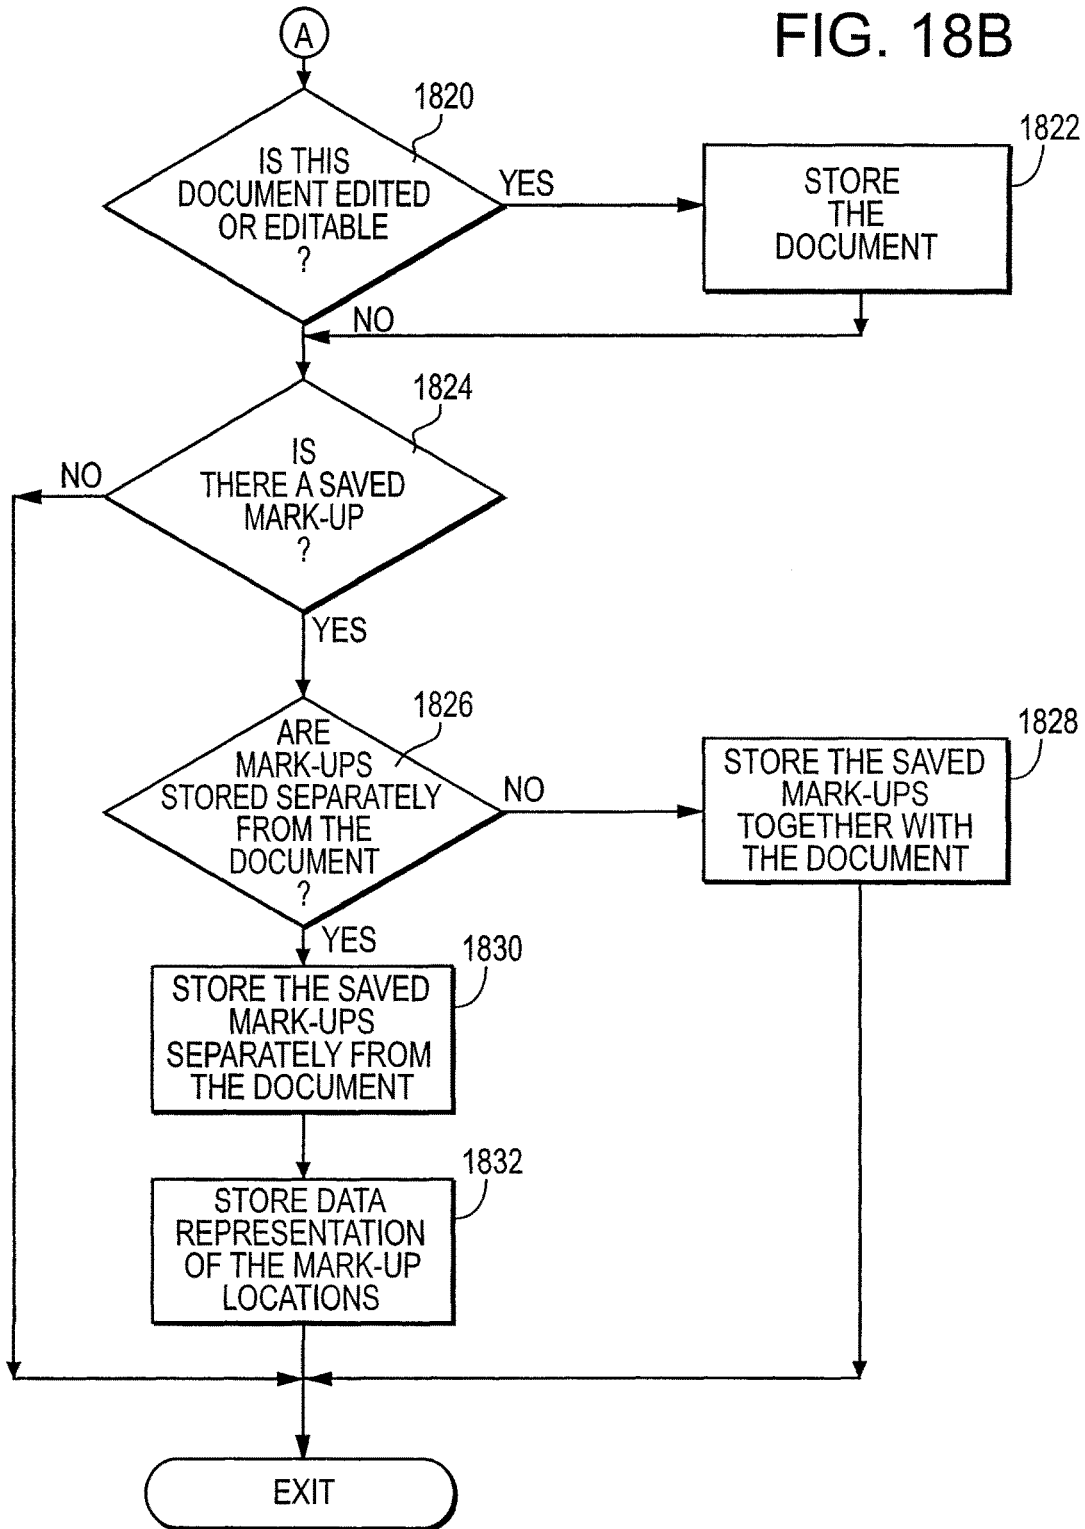 FIG. 18B
A
1820
IS THIS
DOCUMENT EDITED
OR EDITABLE
?
YES
1822
STORE
THE
DOCUMENT
NO
1824
IS
THERE A SAVED
MARK-UP
?
NO
YES
1826
ARE
MARK-UPS
STORED SEPARATELY
FROM THE
DOCUMENT
?
NO
1828
STORE THE SAVED
MARK-UPS
TOGETHER WITH
THE DOCUMENT
YES
1830
STORE THE SAVED
MARK-UPS
SEPARATELY FROM
THE DOCUMENT
1832
STORE DATA
REPRESENTATION
OF THE MARK-UP
LOCATIONS
EXIT